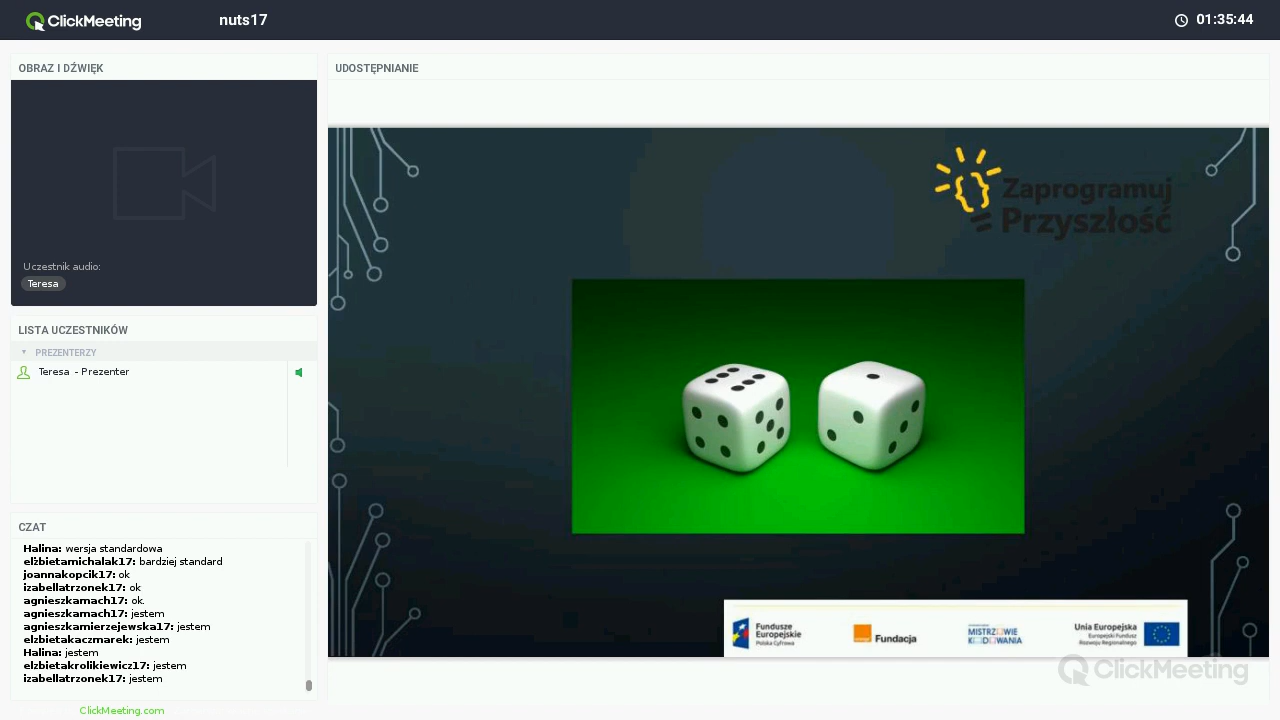 ClickMeeting
nuts17
01:35:44
OBRAZ I DŹWIĘK
Uczestnik audio:
Teresa
LISTA UCZESTNIKÓW
PREZENTERZY
Teresa - Prezenter
CZAT
Halina: wersja standardowa
elżbietamichalak17: bardziej standard
joannakopcik17: ok
izabellatrzonek17: ok
agnieszkamach17: ok.
agnieszkamach17: jestem
agnieszkamierzejewska17: jestem
elzbietakaczmarek: jestem
Halina: jestem
elzbietakrolikiewicz17: jestem
izabellatrzonek17: jestem
ClickMeeting.com
UDOSTĘPNIANIE
Zaprogramuj
Przyszłość
Fundusze
Europejskie
Polska Cyfrowa
Fundacja
MISTRZOWIE
KODOWANIA
Unia Europejska
Europejski Fundusz
Rozwoju Regionalnego
ClickMeeting